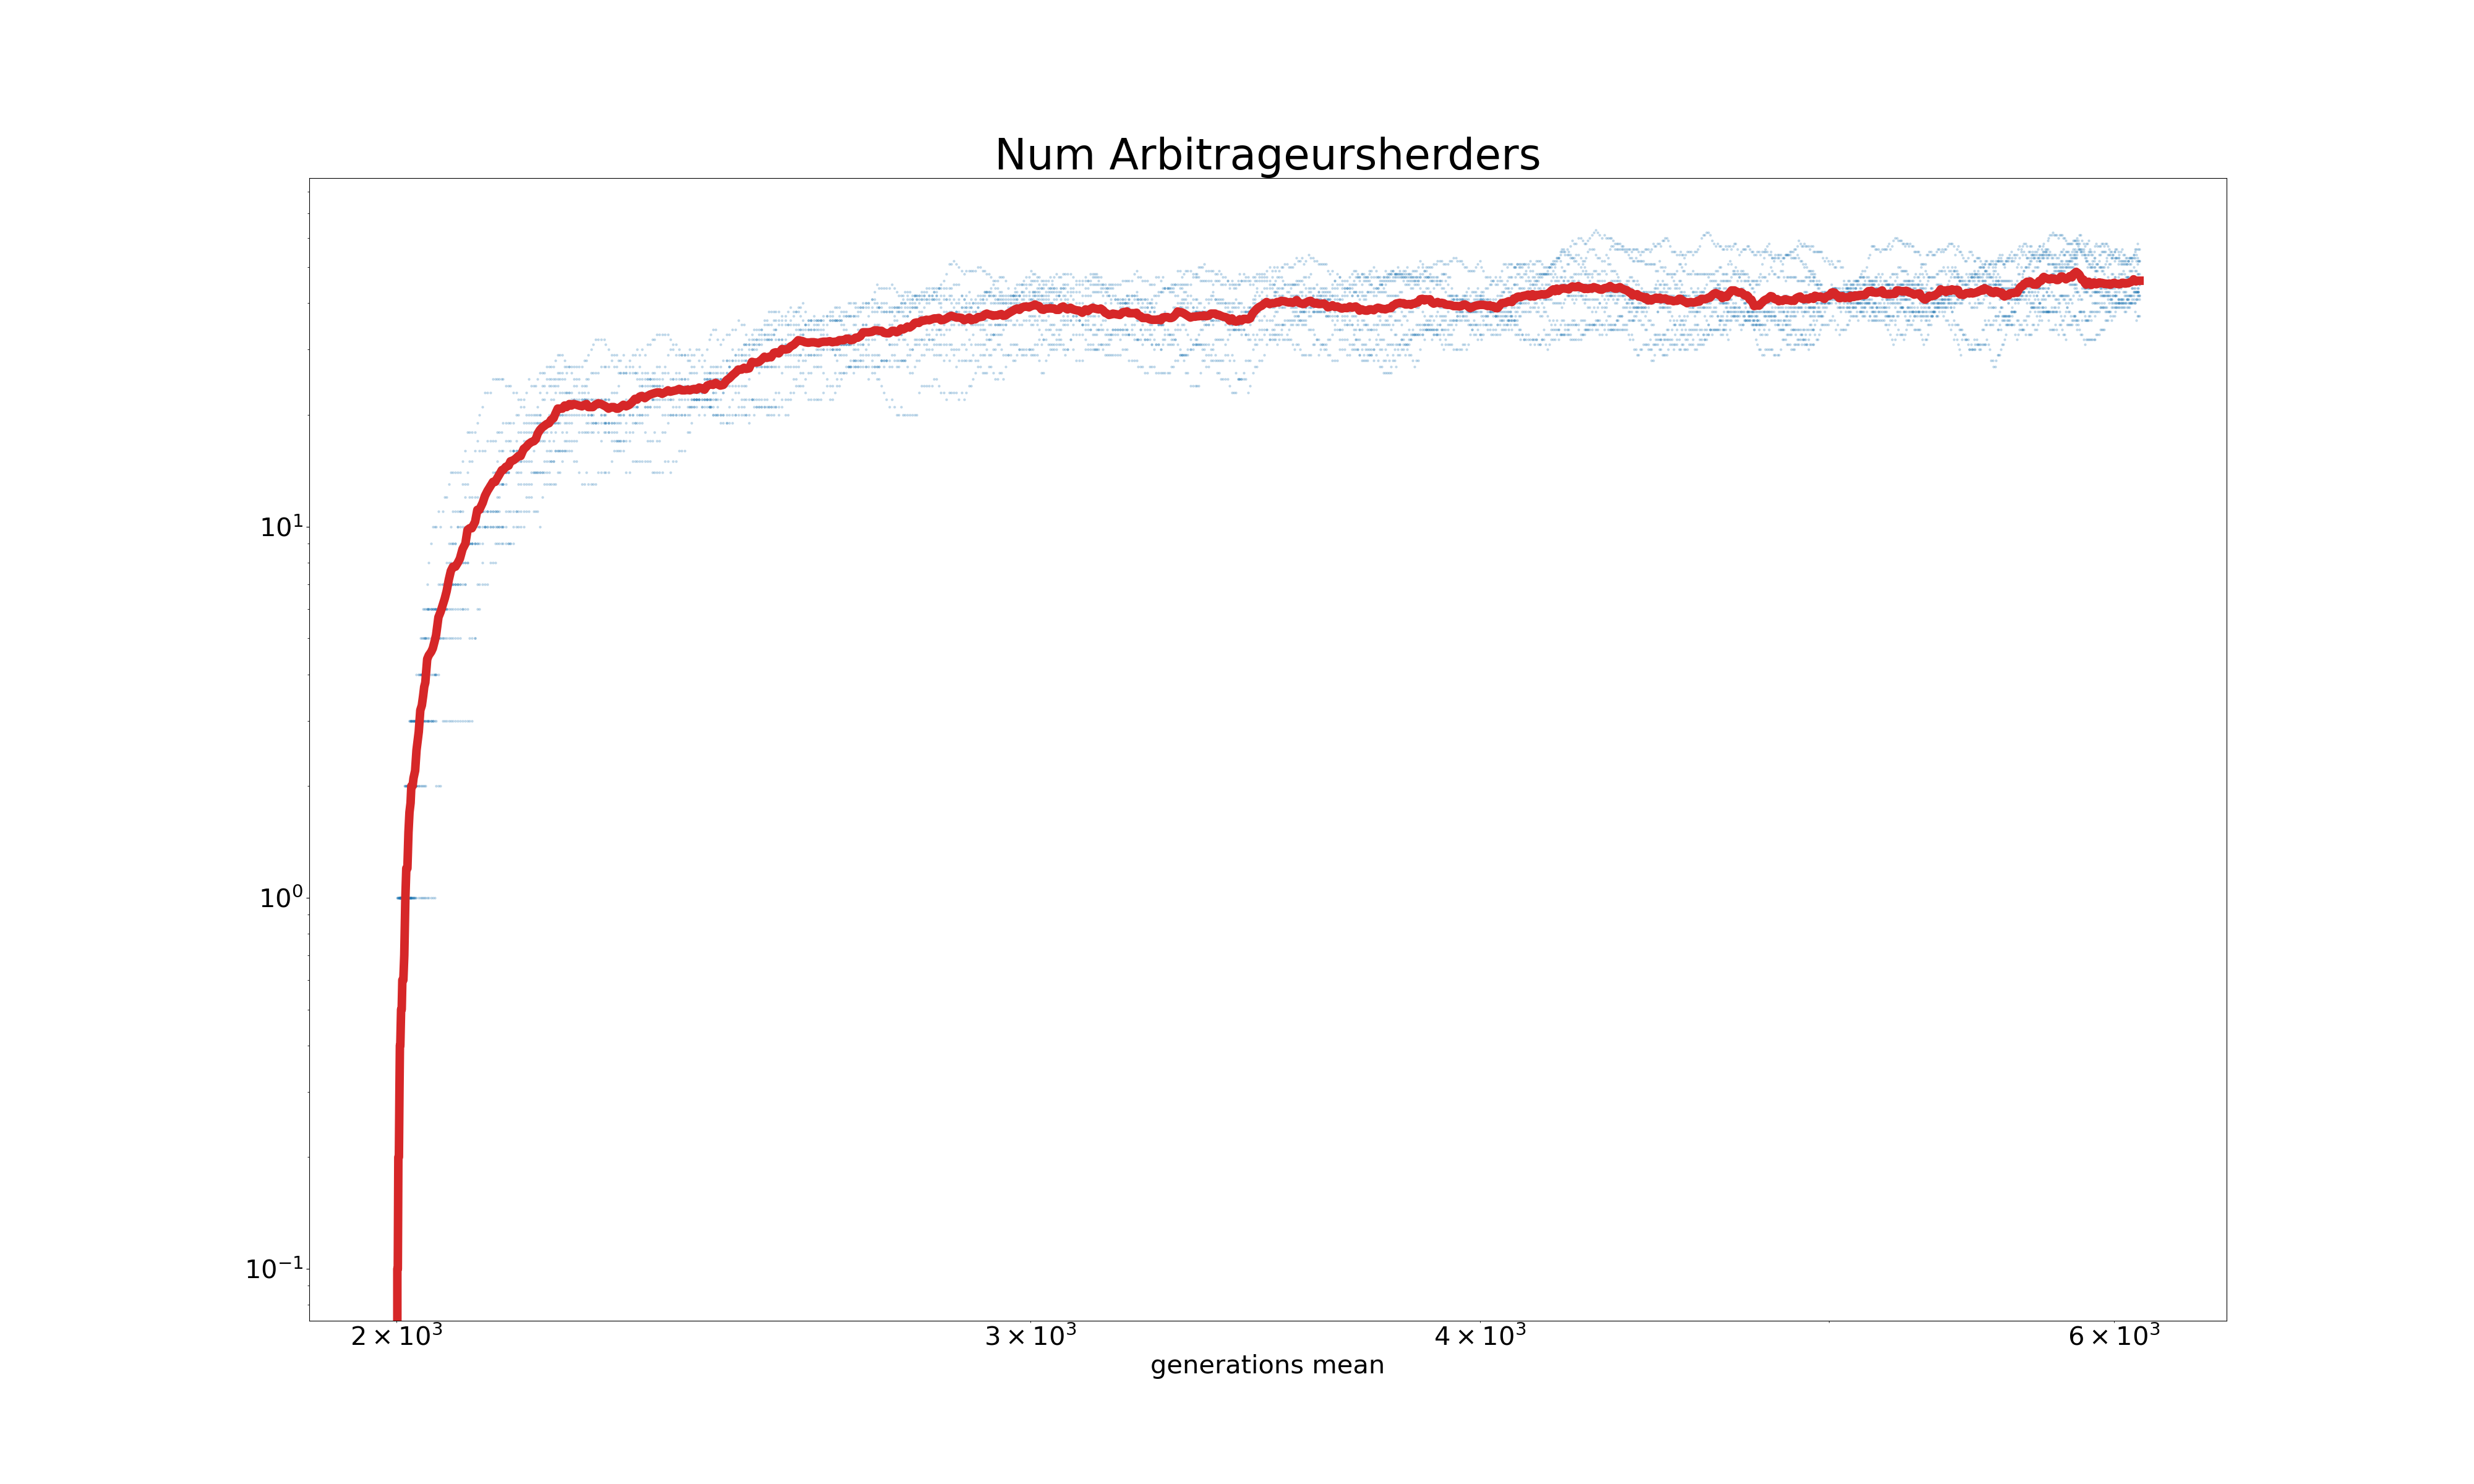 Num Arbitrageursherders
10¹
10⁰
10⁻¹
2 × 10³
3 × 10³
4 × 10³
6 × 10³
generations mean